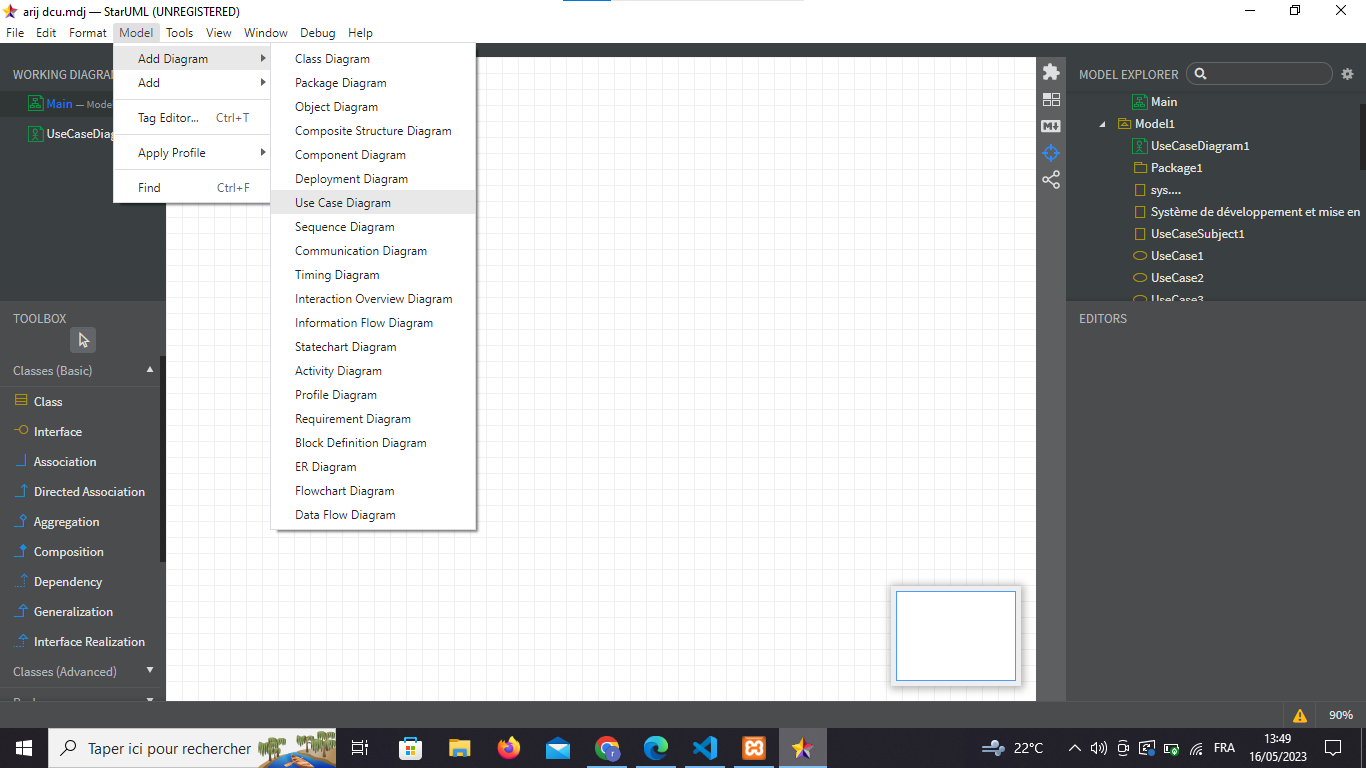 arij dcu.mdj — StarUML (UNREGISTERED)
File Edit Format Model Tools View Window Debug Help
WORKING DIAGRAM
Main — Mode
UseCaseDiag
Add Diagram
Add
Tag Editor... Ctrl+T
Apply Profile
Find Ctrl+F
Class Diagram
Package Diagram
Object Diagram
Composite Structure Diagram
Component Diagram
Deployment Diagram
Use Case Diagram
Sequence Diagram
Communication Diagram
Timing Diagram
Interaction Overview Diagram
Information Flow Diagram
Statechart Diagram
Activity Diagram
Profile Diagram
Requirement Diagram
Block Definition Diagram
ER Diagram
Flowchart Diagram
Data Flow Diagram
TOOLBOX
Classes (Basic)
Class
Interface
Association
Directed Association
Aggregation
Composition
Dependency
Generalization
Interface Realization
Classes (Advanced)
MODEL EXPLORER
Main
Model1
UseCaseDiagram1
Package1
sys....
Système de développement et mise en
UseCaseSubject1
UseCase1
UseCase2
UseCase3
EDITORS
90%
Taper ici pour rechercher
22°C
FRA
13:49
16/05/2023